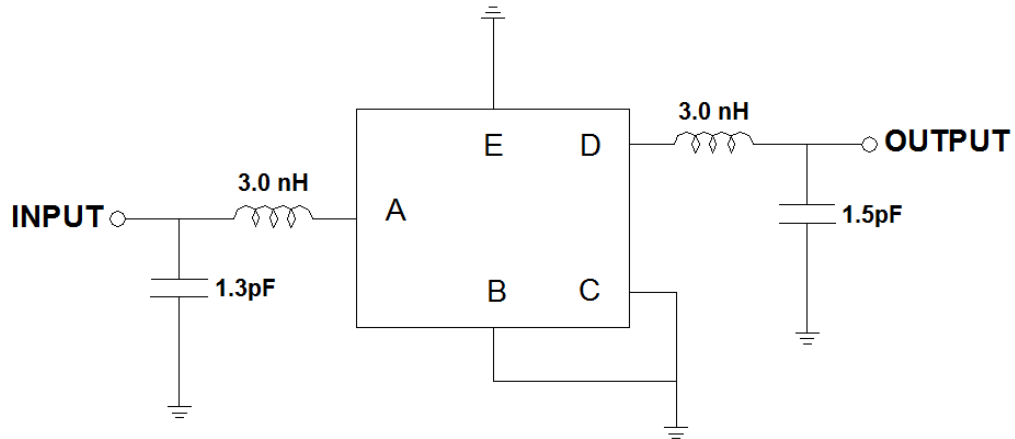 3.0 nH
E
D
OUTPUT
3.0 nH
INPUT
A
1.5pF
1.3pF
B
C